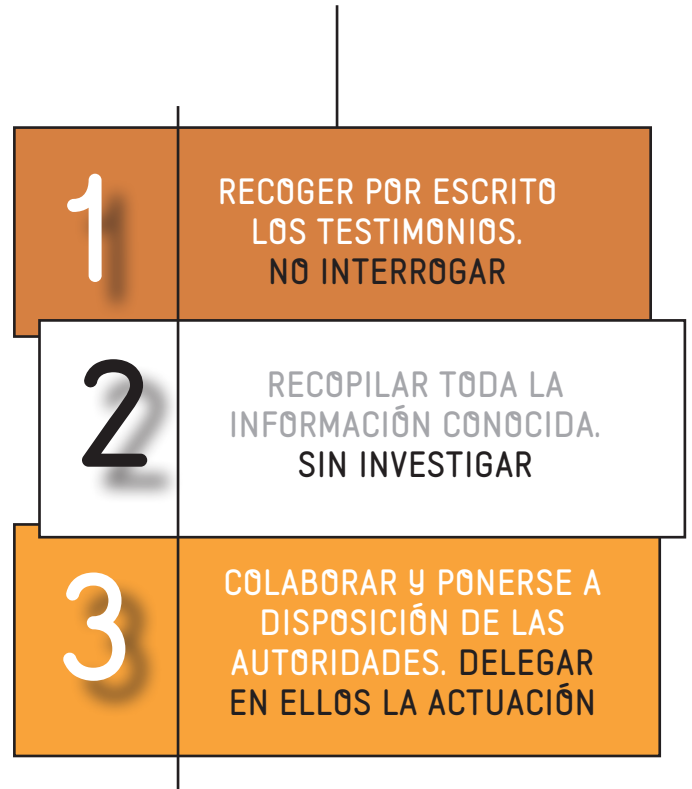 1
RECOGER POR ESCRITO
LOS TESTIMONIOS.
NO INTERROGAR
2
RECOPILAR TODA LA
INFORMACIÓN CONOCIDA.
SIN INVESTIGAR
3
COLABORAR Y PONERSE A
DISPOSICIÓN DE LAS
AUTORIDADES. DELEGAR
EN ELLOS LA ACTUACIÓN